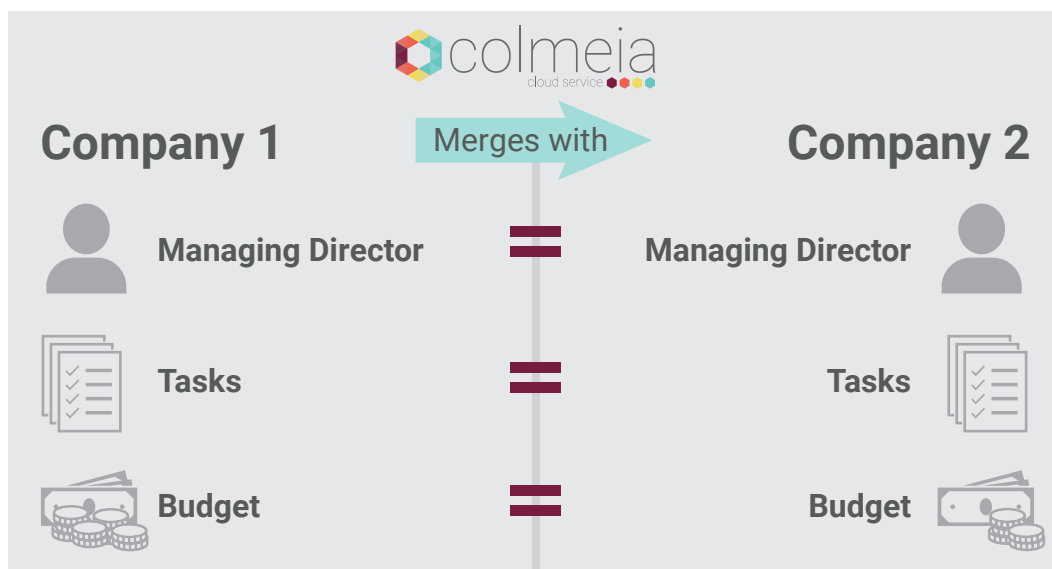 colmeia
cloud service
Company 1
Merges with
Company 2
Managing Director = Managing Director
Tasks = Tasks
Budget = Budget